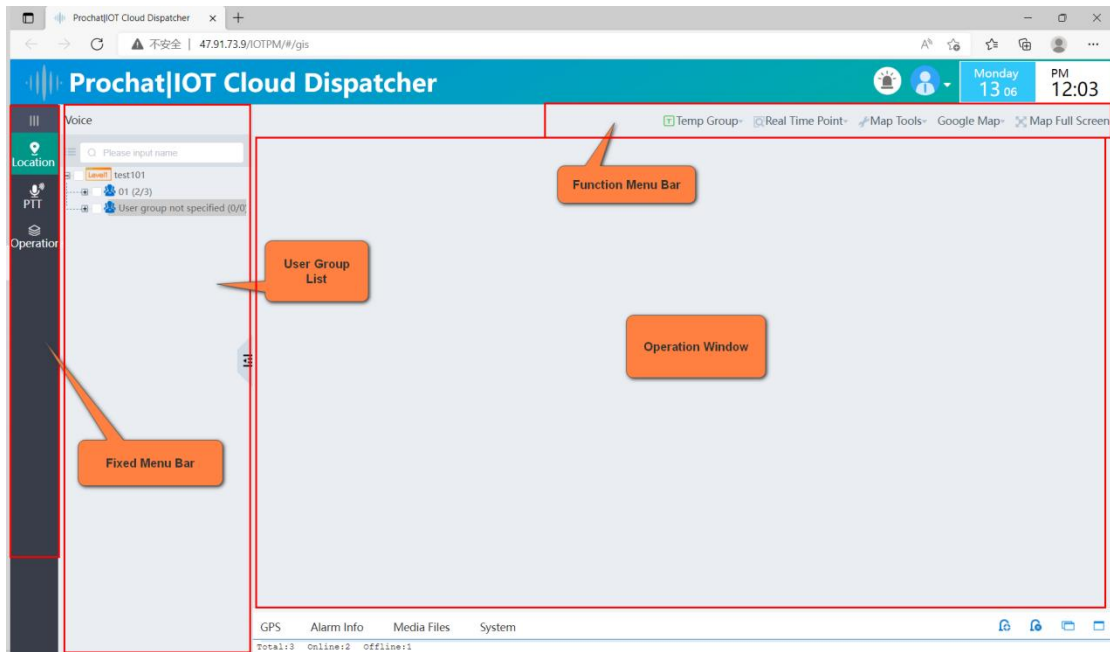 Prochat|IOT Cloud Dispatcher
不安全 | 47.91.73.9/IOTPM/#/gis
Prochat|IOT Cloud Dispatcher
Monday
13 06
PM
12:03
Voice
Temp Group
Real Time Point
Map Tools
Google Map
Map Full Screen
Location
Please input name
Level1 test101
01 (2/3)
User group not specified (0/0
PTT
Operation
Function Menu Bar
User Group
List
Operation Window
Fixed Menu Bar
GPS
Alarm Info
Media Files
System
Total:3 Online:2 Offline:1